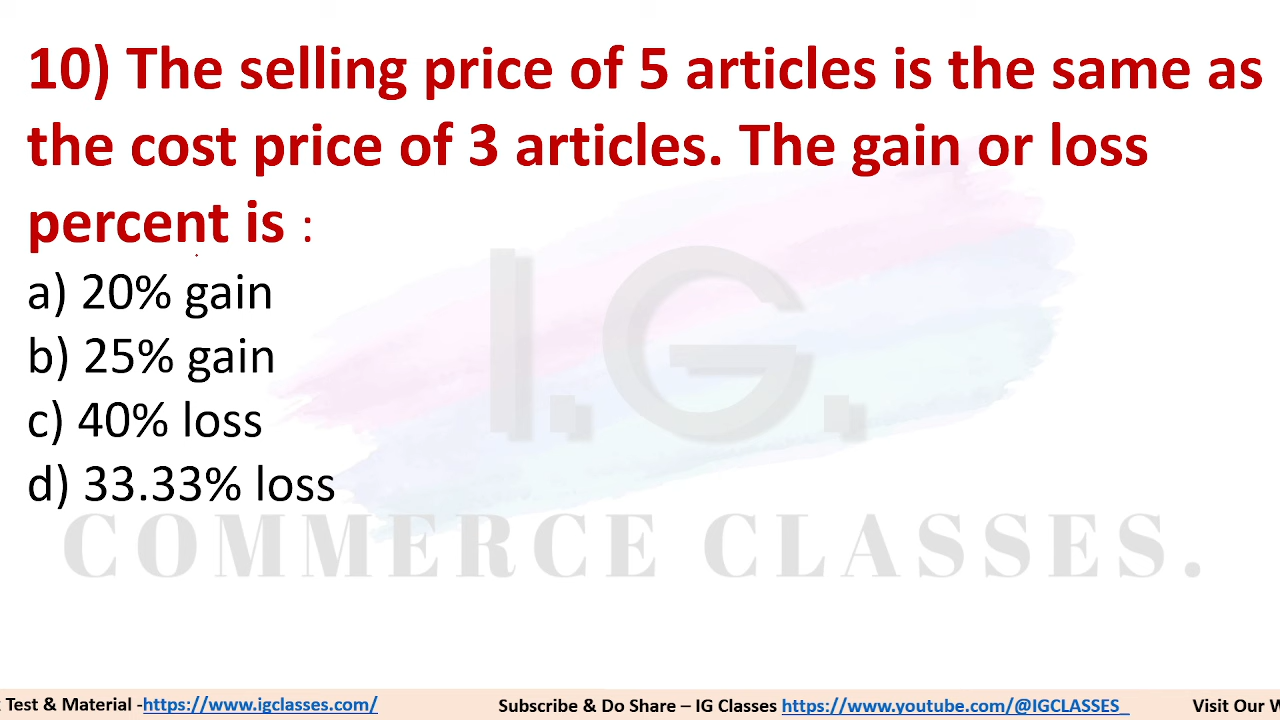 10) The selling price of 5 articles is the same as
the cost price of 3 articles. The gain or loss
percent is :
a) 20% gain
b) 25% gain
c) 40% loss
d) 33.33% loss
I.G.
COMMERCE CLASSES.
Test & Material -https://www.igclasses.com/ Subscribe & Do Share – IG Classes https://www.youtube.com/@IGCLASSES_ Visit Our W